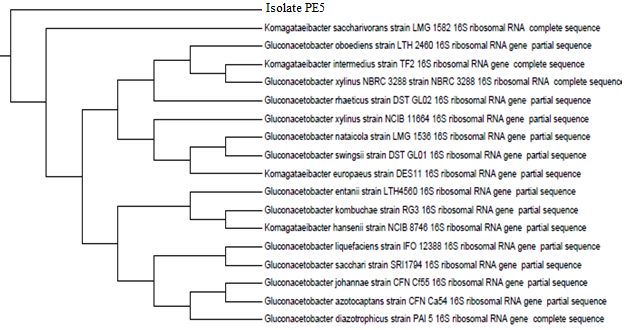 Isolate PE5
Komagataeibacter saccharivorans strain LMG 1582 16S ribosomal RNA complete sequence
Gluconacetobacter oboediens strain LTH 2460 16S ribosomal RNA gene partial sequence
Komagataeibacter intermedius strain TF2 16S ribosomal RNA gene complete sequence
Gluconacetobacter xylinus NBRC 3288 strain NBRC 3288 16S ribosomal RNA complete sequence
Gluconacetobacter rhaeticus strain DST GL02 16S ribosomal RNA gene partial sequence
Gluconacetobacter xylinus strain NCIB 11664 16S ribosomal RNA gene partial sequence
Gluconacetobacter nataicola strain LMG 1536 16S ribosomal RNA gene partial sequence
Gluconacetobacter swingsii strain DST GL01 16S ribosomal RNA gene partial sequence
Komagataeibacter europaeus strain DES11 16S ribosomal RNA gene partial sequence
Gluconacetobacter entanii strain LTH4560 16S ribosomal RNA gene partial sequence
Gluconacetobacter kombuchae strain RG3 16S ribosomal RNA gene partial sequence
Komagataeibacter hansenii strain NCIB 8746 16S ribosomal RNA gene partial sequence
Gluconacetobacter liquefaciens strain IFO 12388 16S ribosomal RNA gene partial sequence
Gluconacetobacter sacchari strain SRI1794 16S ribosomal RNA gene partial sequence
Gluconacetobacter johannae strain CFN Cf55 16S ribosomal RNA gene partial sequence
Gluconacetobacter azotocaptans strain CFN Ca54 16S ribosomal RNA gene partial sequence
Gluconacetobacter diazotrophicus strain PAl 5 16S ribosomal RNA gene complete sequence